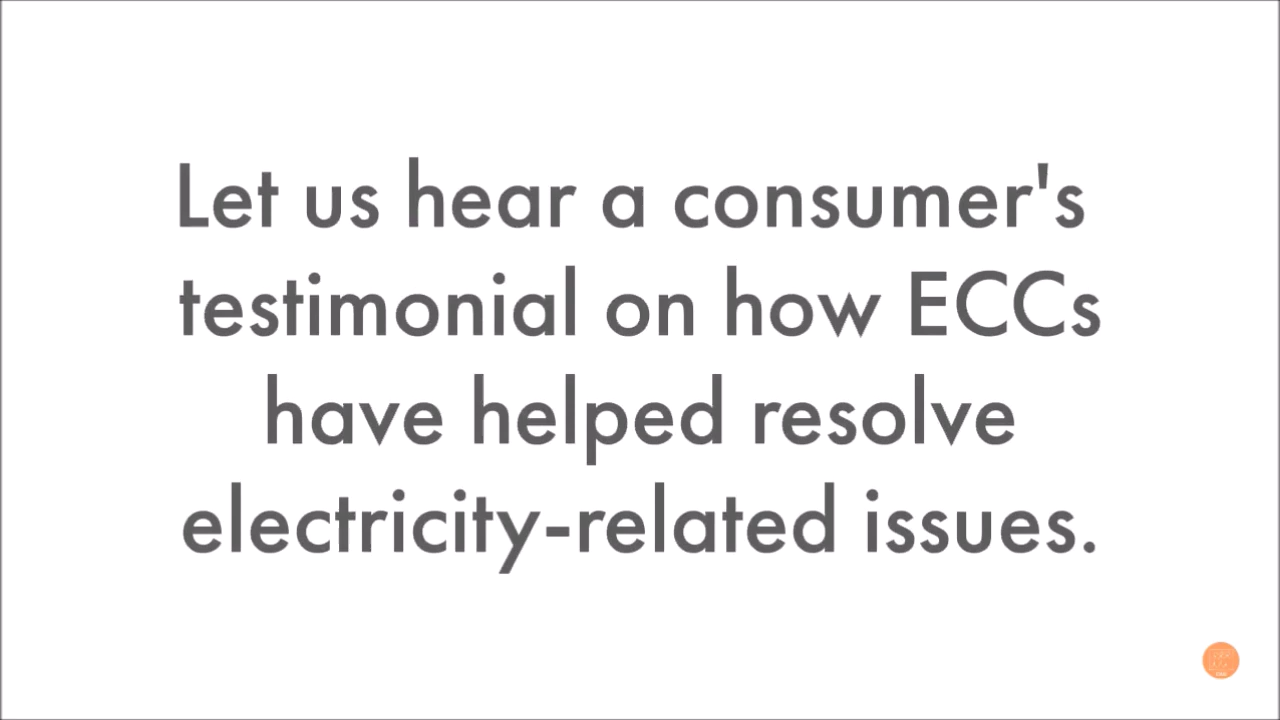 Let us hear a consumer's
testimonial on how ECCs
have helped resolve
electricity-related issues.